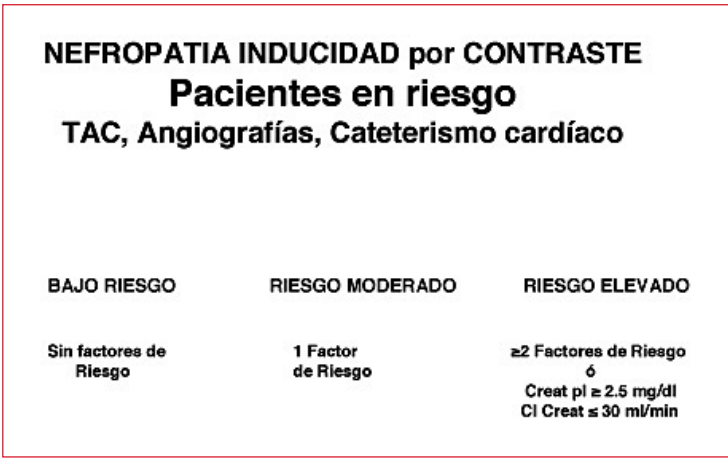 NEFROPATIA INDUCIDAD por CONTRASTE
Pacientes en riesgo
TAC, Angiografías, Cateterismo cardíaco
BAJO RIESGO
Sin factores de
Riesgo
RIESGO MODERADO
1 Factor
de Riesgo
RIESGO ELEVADO
≥2 Factores de Riesgo
ó
Creat pl ≥ 2.5 mg/dl
Cl Creat ≤ 30 ml/min